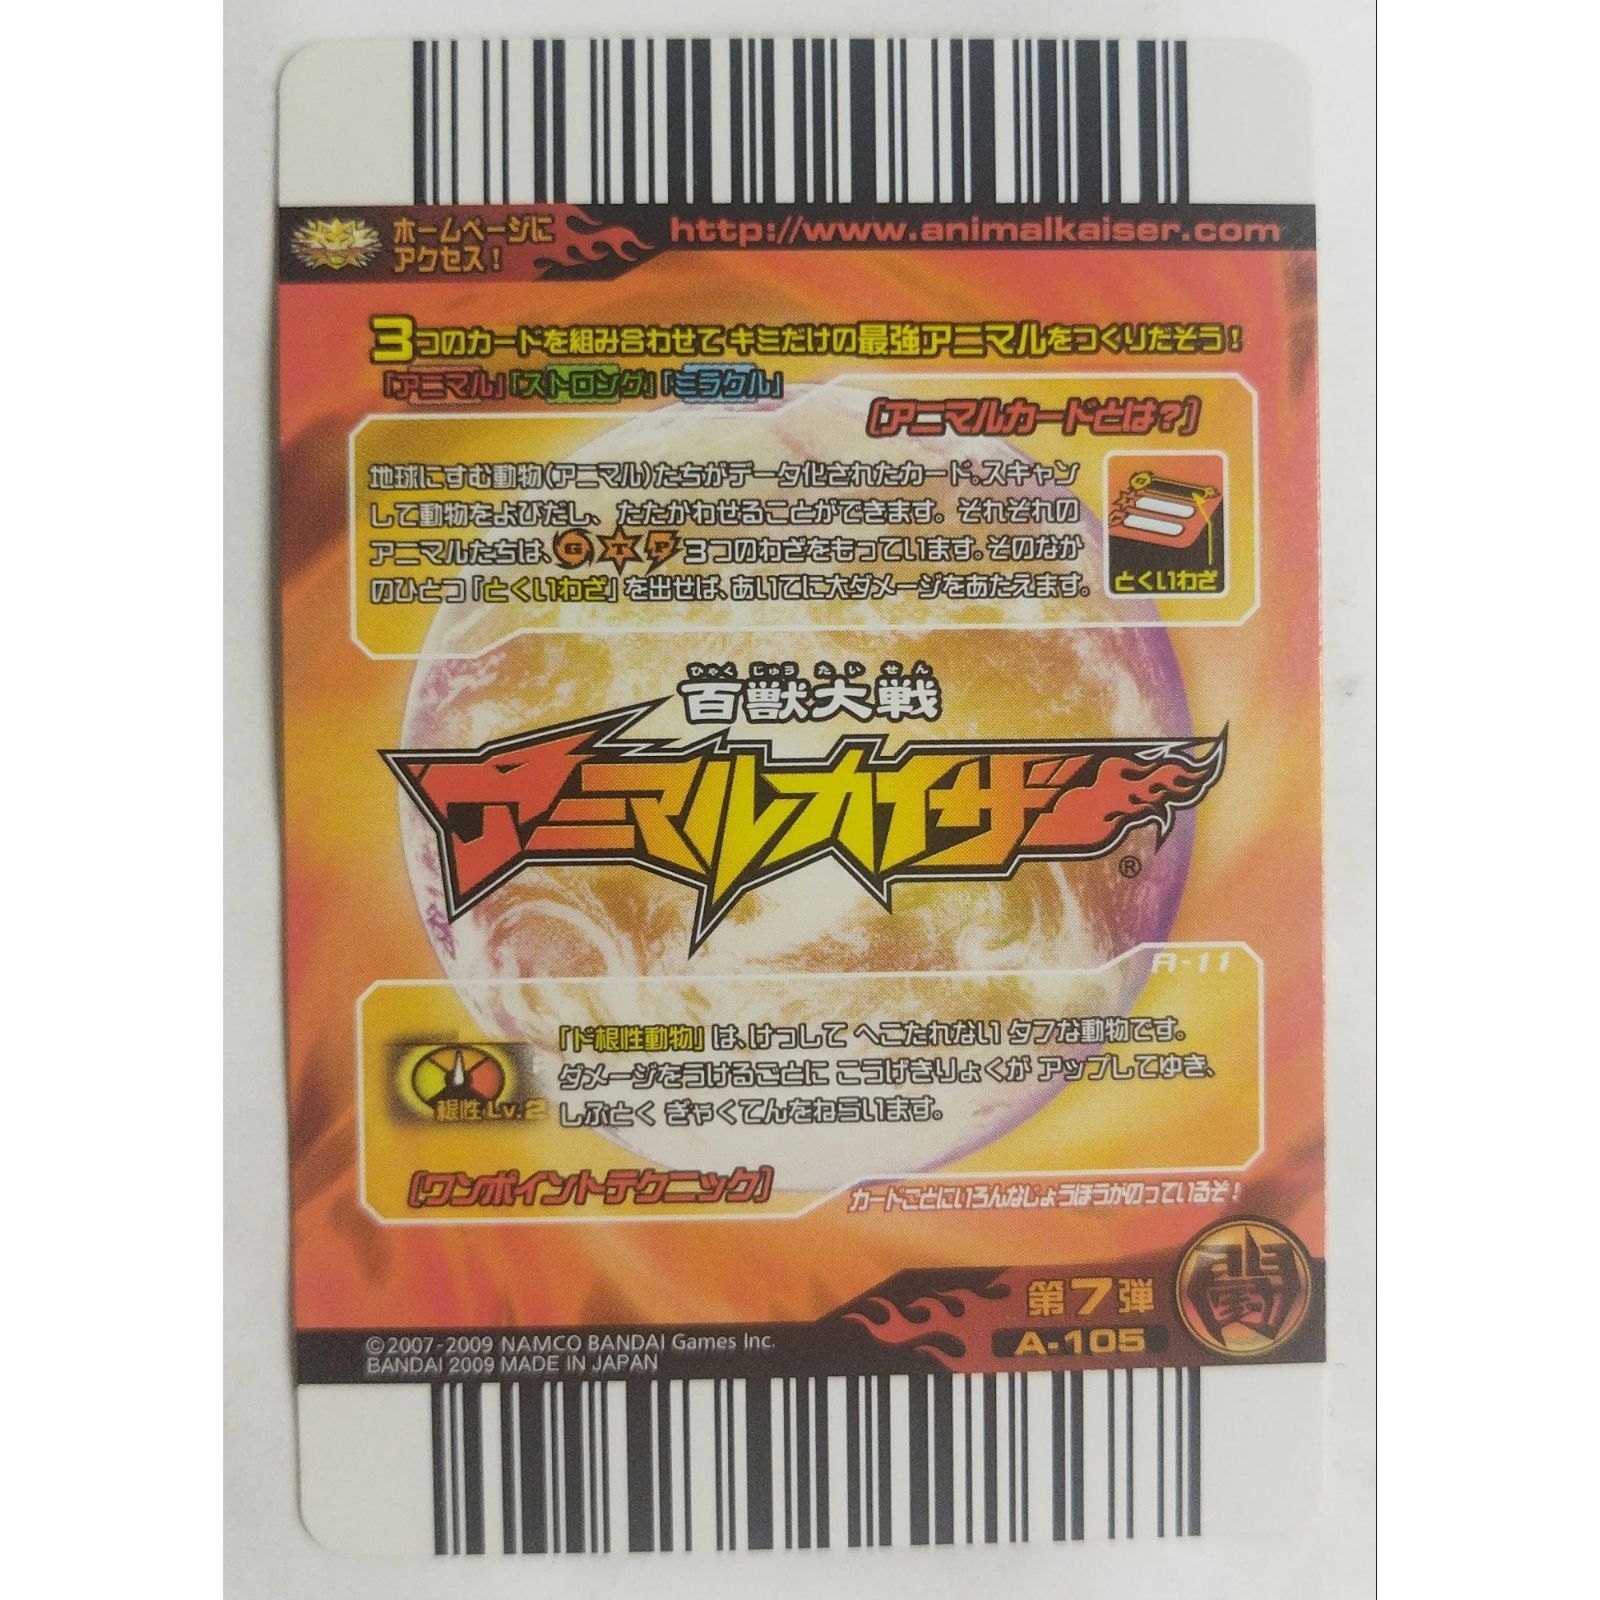 ホームページに
アクセス!
http://www.animalkaiser.com
3つのカードを組み合わせて キミだけの最強アニマルをつくりだそう!
「アニマル」「ストロング」「ミラクル」
[アニマルカードとは?]
地球にすむ動物(アニマル)たちがデータ化されたカード。スキャン
して動物をよびだし、たたかわせることができます。それぞれの
アニマルたちは、G T P 3つのわざをもっています。そのなか
のひとつ「とくいわざ」を出せば、あいてに大ダメージをあたえます。
とくいわざ
ひゃく じゅう たい せん
百獣大戦
アニマルカイザー
®
A-11
「ド根性動物」は、けっして へこたれない タフな動物です。
ダメージをうけるごとに こうげきりょくが アップしてゆき、
しぶとく ぎゃくてんをねらいます。
根性 Lv.2
[ワンポイントテクニック]
カードごとにいろんなじょうほうがのっているぞ!
闘
第7弾
A-105
©2007-2009 NAMCO BANDAI Games Inc.
BANDAI 2009 MADE IN JAPAN